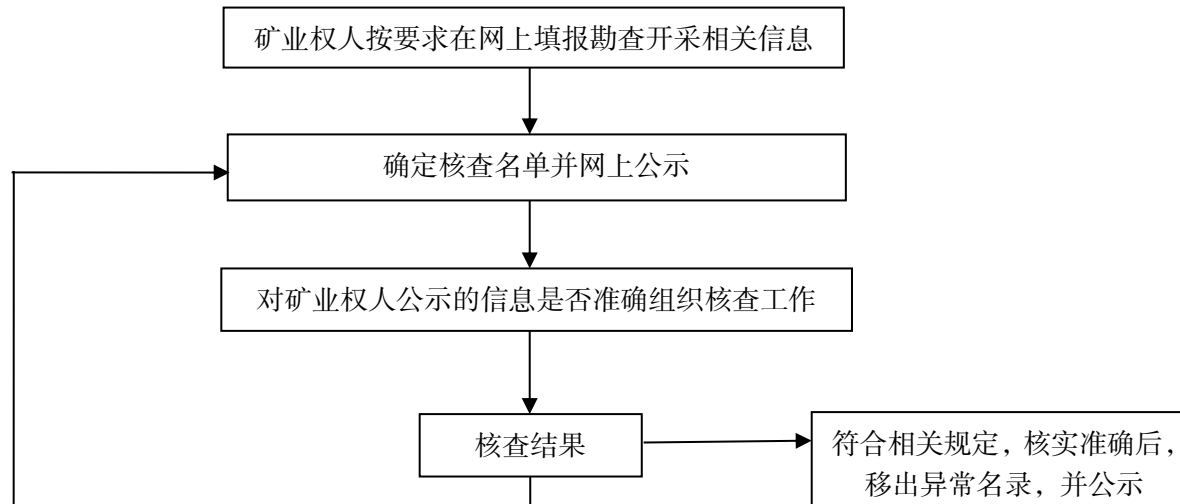 矿业权人按要求在网上填报勘查开采相关信息
确定核查名单并网上公示
对矿业权人公示的信息是否准确组织核查工作
核查结果
符合相关规定，核实准确后，
移出异常名录，并公示